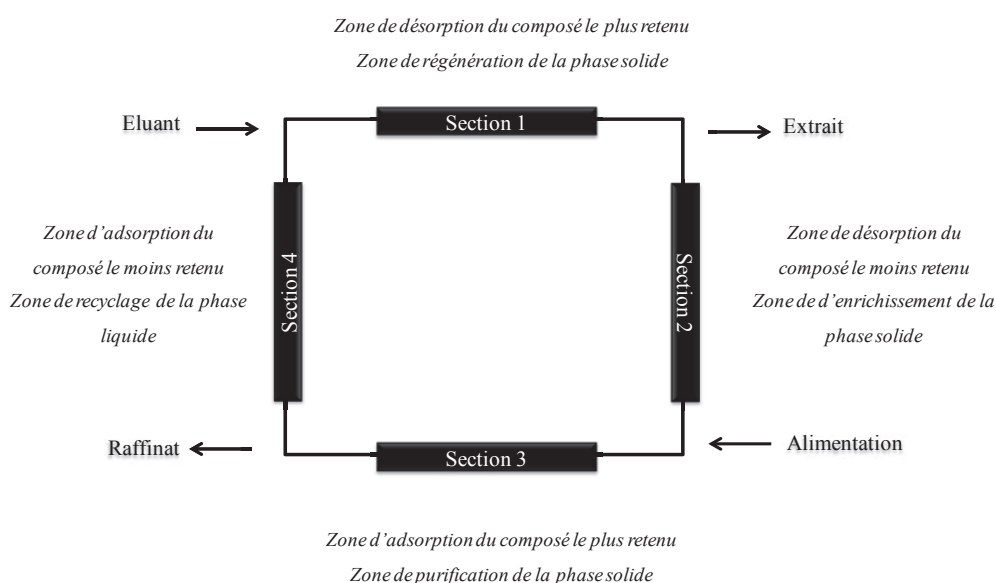 Zone de désorption du composé le plus retenu
Zone de régénération de la phase solide
Eluant
Section 1
Extrait
Zone d'adsorption du
composé le moins retenu
Zone de recyclage de la phase
liquide
Section 4
Section 2
Zone de désorption du
composé le moins retenu
Zone de d'enrichissement de la
phase solide
Raffinat
Section 3
Alimentation
Zone d'adsorption du composé le plus retenu
Zone de purification de la phase solide